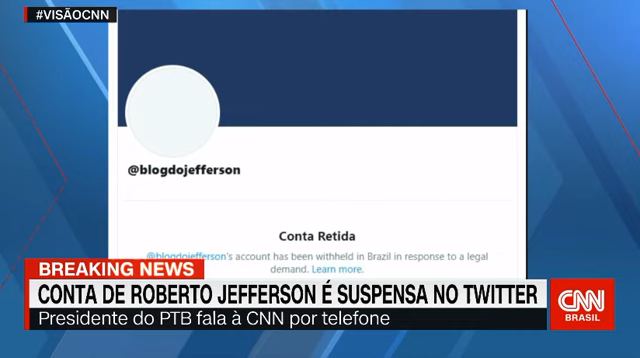 #VISÃOCNN
@blogdojefferson
Conta Retida
@blogdojefferson's account has been withheld in Brazil in response to a legal
demand. Learn more.
BREAKING NEWS
CONTA DE ROBERTO JEFFERSON É SUSPENSA NO TWITTER
Presidente do PTB fala à CNN por telefone
CNN
BRASIL